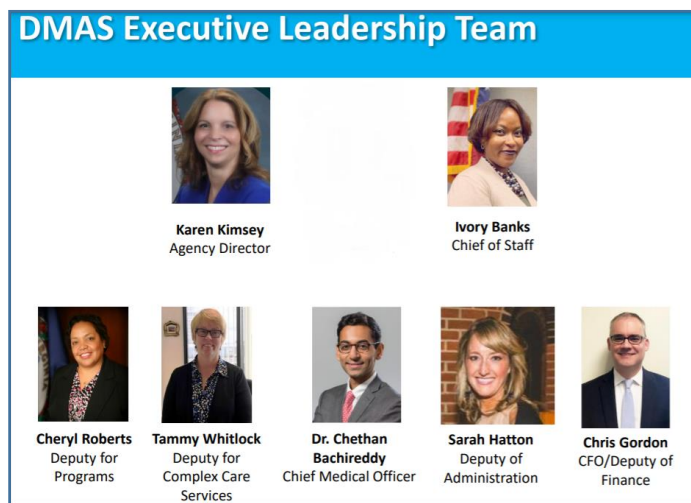 DMAS Executive Leadership Team
Karen Kimsey
Agency Director
Ivory Banks
Chief of Staff
Cheryl Roberts
Deputy for
Programs
Tammy Whitlock
Deputy for
Complex Care
Services
Dr. Chethan
Bachireddy
Chief Medical Officer
Sarah Hatton
Deputy of
Administration
Chris Gordon
CFO/Deputy of
Finance